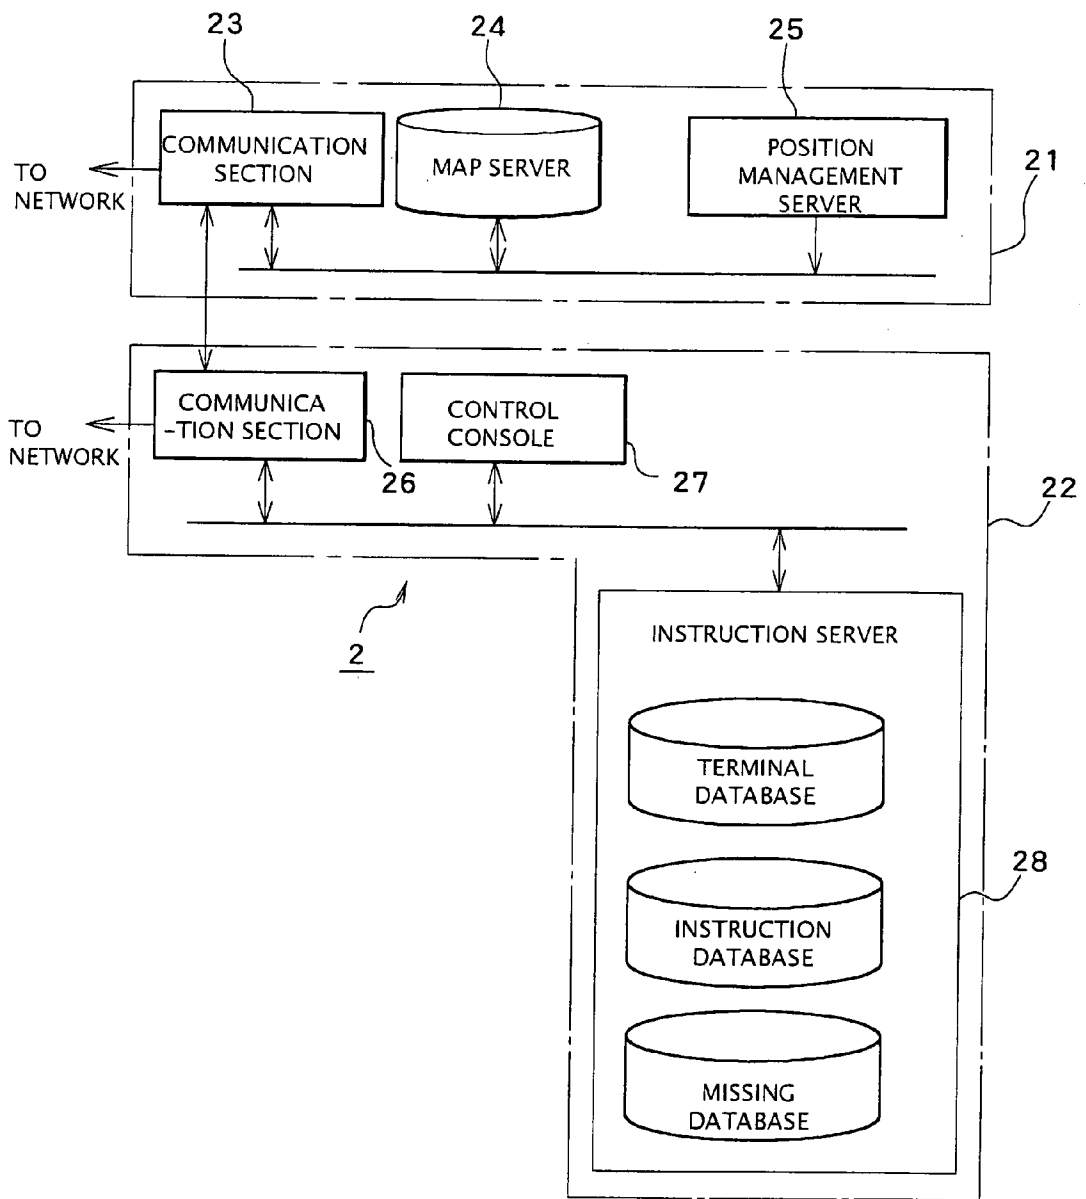 23
24
25
COMMUNICATION
SECTION
MAP SERVER
POSITION
MANAGEMENT
SERVER
TO
NETWORK
21
COMMUNICA
-TION SECTION
CONTROL
CONSOLE
TO
NETWORK
26
27
22
2
INSTRUCTION SERVER
TERMINAL
DATABASE
28
INSTRUCTION
DATABASE
MISSING
DATABASE